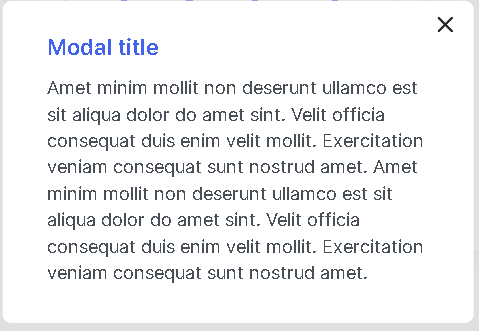 Modal title
Amet minim mollit non deserunt ullamco est
sit aliqua dolor do amet sint. Velit officia
consequat duis enim velit mollit. Exercitation
veniam consequat sunt nostrud amet. Amet
minim mollit non deserunt ullamco est sit
aliqua dolor do amet sint. Velit officia
consequat duis enim velit mollit. Exercitation
veniam consequat sunt nostrud amet.